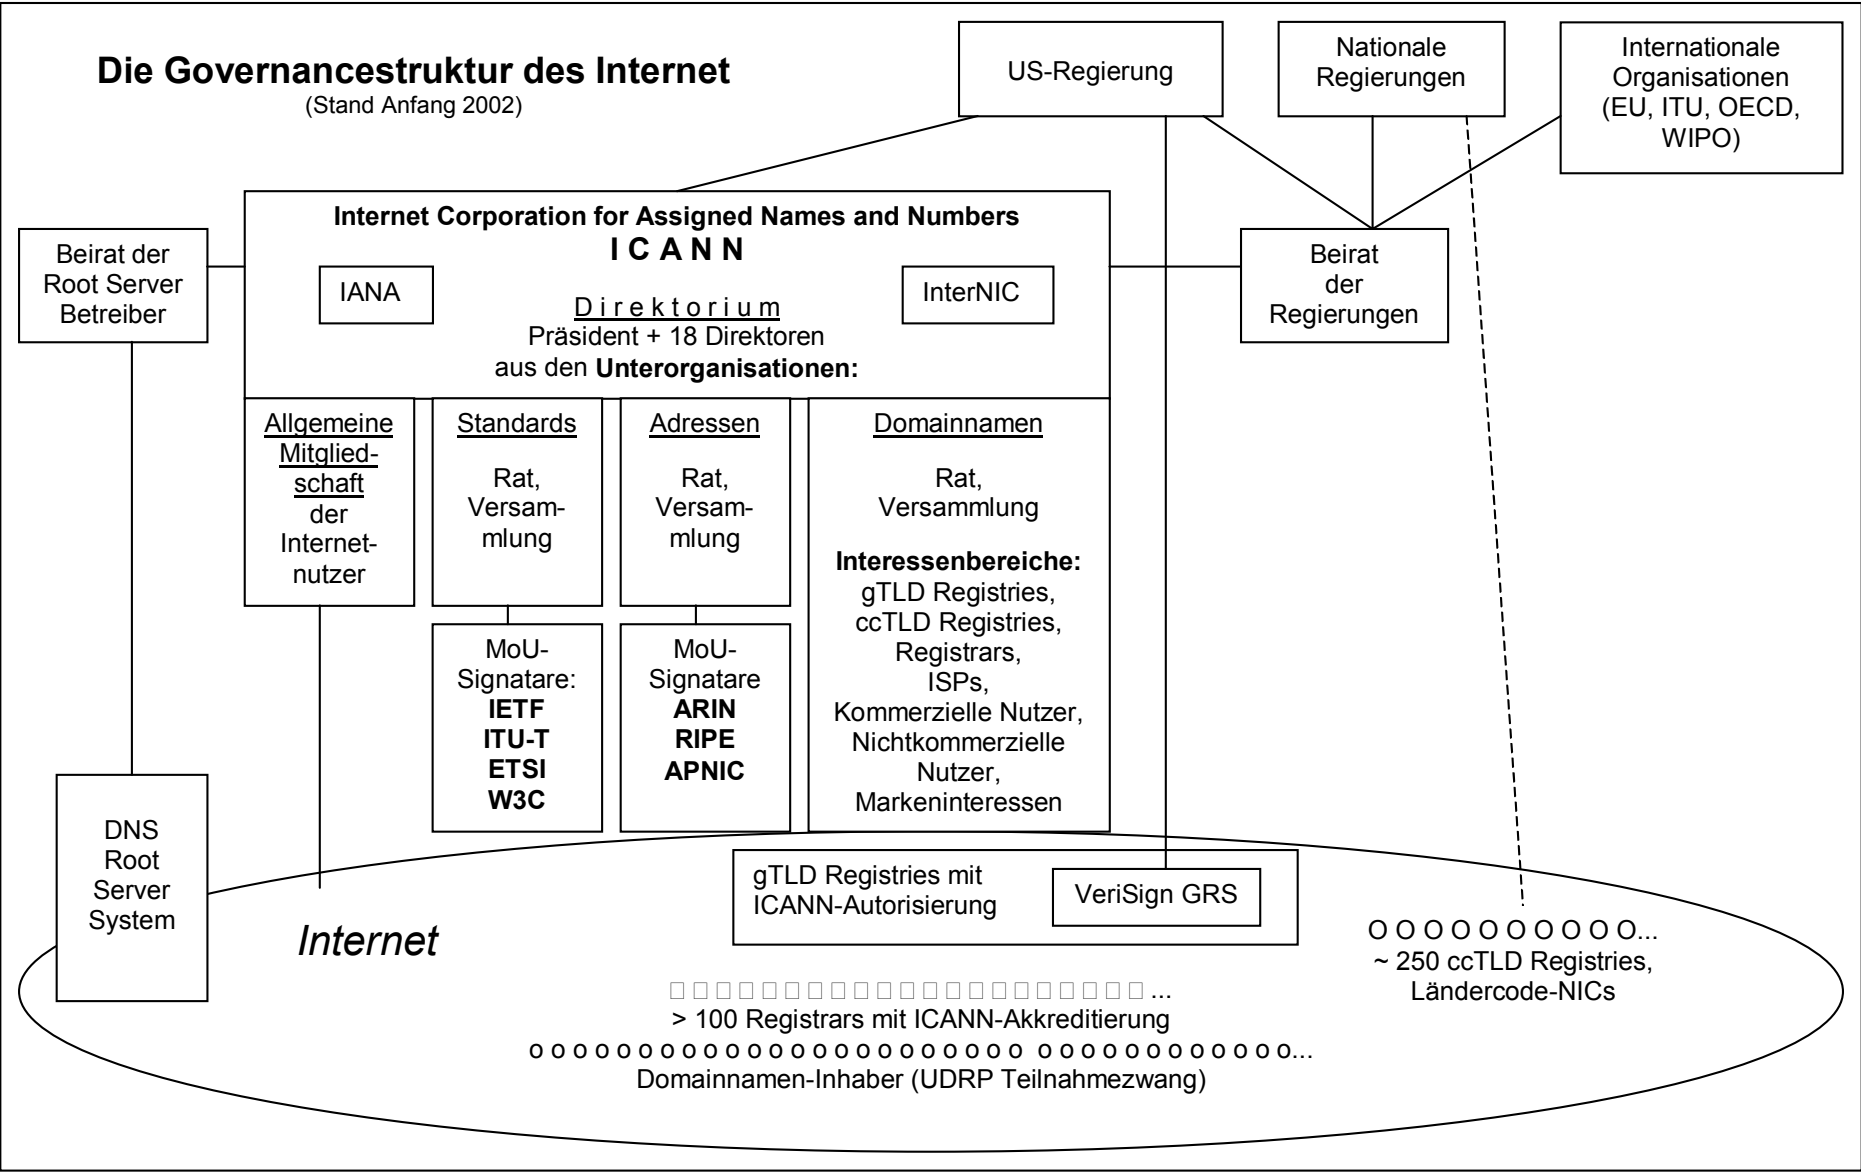 Die Governancestruktur des Internet
(Stand Anfang 2002)
US-Regierung
Nationale
Regierungen
Internationale
Organisationen
(EU, ITU, OECD,
WIPO)
Beirat der
Root Server
Betreiber
Internet Corporation for Assigned Names and Numbers
I C A N N
IANA
InterNIC
D i r e k t o r i u m
Präsident + 18 Direktoren
aus den Unterorganisationen:
Beirat
der
Regierungen
Allgemeine
Mitglied-
schaft
der
Internet-
nutzer
Standards
Rat,
Versam-
mlung
Adressen
Rat,
Versam-
mlung
Domainnamen
Rat,
Versammlung
Interessenbereiche:
gTLD Registries,
ccTLD Registries,
Registrars,
ISPs,
Kommerzielle Nutzer,
Nichtkommerzielle
Nutzer,
Markeninteressen
MoU-
Signatare:
IETF
ITU-T
ETSI
W3C
MoU-
Signatare
ARIN
RIPE
APNIC
DNS
Root
Server
System
Internet
gTLD Registries mit
ICANN-Autorisierung
VeriSign GRS
O O O O O O O O O O...
~ 250 ccTLD Registries,
Ländercode-NICs
□ □ □ □ □ □ □ □ □ □ □ □ □ □ □ □ □ □ □ □ □ ...
> 100 Registrars mit ICANN-Akkreditierung
o o o o o o o o o o o o o o o o o o o o o o o o o o o o o o o o o o o...
Domainnamen-Inhaber (UDRP Teilnahmezwang)